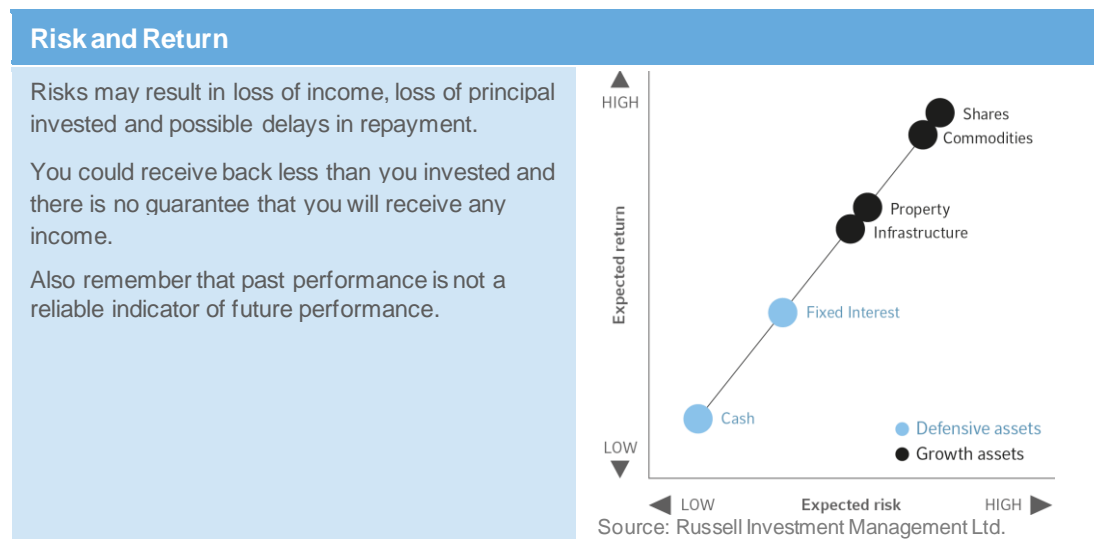 Risk and Return
Risks may result in loss of income, loss of principal
invested and possible delays in repayment.
You could receive back less than you invested and
there is no guarantee that you will receive any
income.
Also remember that past performance is not a
reliable indicator of future performance.
HIGH
Expected return
LOW
Shares
Commodities
Property
Infrastructure
Fixed Interest
Cash
Defensive assets
Growth assets
LOW Expected risk HIGH
Source: Russell Investment Management Ltd.